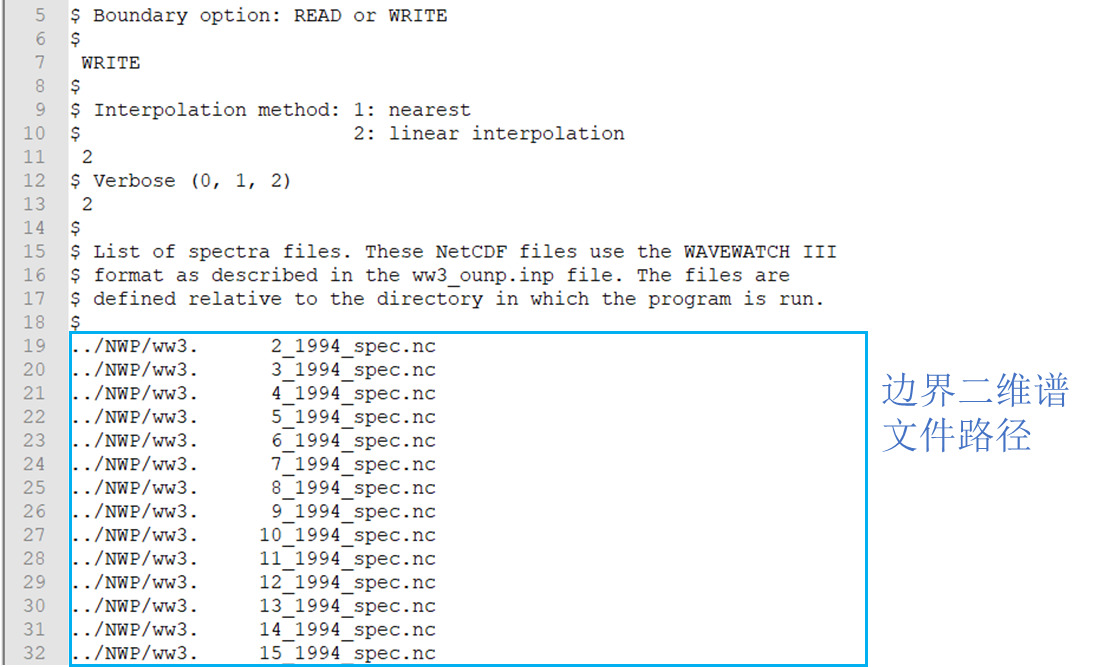 5 $ Boundary option: READ or WRITE
6 $
7  WRITE
8 $
9 $ Interpolation method: 1: nearest
10 $                       2: linear interpolation
11  2
12 $ Verbose (0, 1, 2)
13  2
14 $
15 $ List of spectra files. These NetCDF files use the WAVEWATCH III
16 $ format as described in the ww3_ounp.inp file. The files are
17 $ defined relative to the directory in which the program is run.
18 $
19 ../NWP/ww3.      2_1994_spec.nc
20 ../NWP/ww3.      3_1994_spec.nc
21 ../NWP/ww3.      4_1994_spec.nc
22 ../NWP/ww3.      5_1994_spec.nc
23 ../NWP/ww3.      6_1994_spec.nc
24 ../NWP/ww3.      7_1994_spec.nc
25 ../NWP/ww3.      8_1994_spec.nc
26 ../NWP/ww3.      9_1994_spec.nc
27 ../NWP/ww3.     10_1994_spec.nc
28 ../NWP/ww3.     11_1994_spec.nc
29 ../NWP/ww3.     12_1994_spec.nc
30 ../NWP/ww3.     13_1994_spec.nc
31 ../NWP/ww3.     14_1994_spec.nc
32 ../NWP/ww3.     15_1994_spec.nc
边界二维谱
文件路径